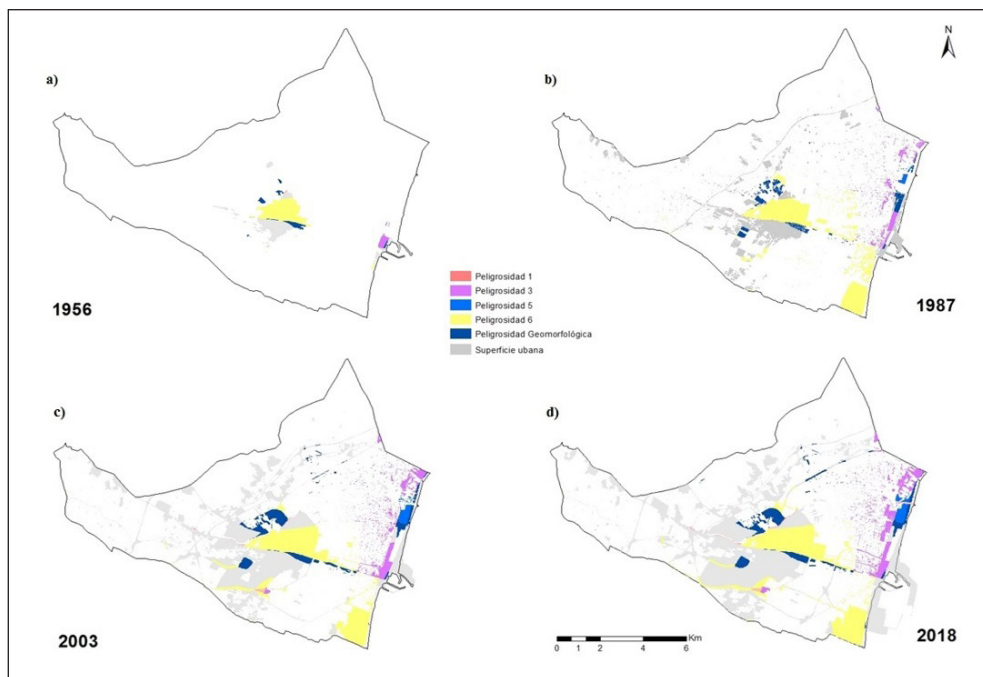 a)
1956
N
b)
1987
Peligrosidad 1
Peligrosidad 3
Peligrosidad 5
Peligrosidad 6
Peligrosidad Geomorfológica
Superficie ubana
c)
2003
d)
2018
Km
0 1 2 4 6